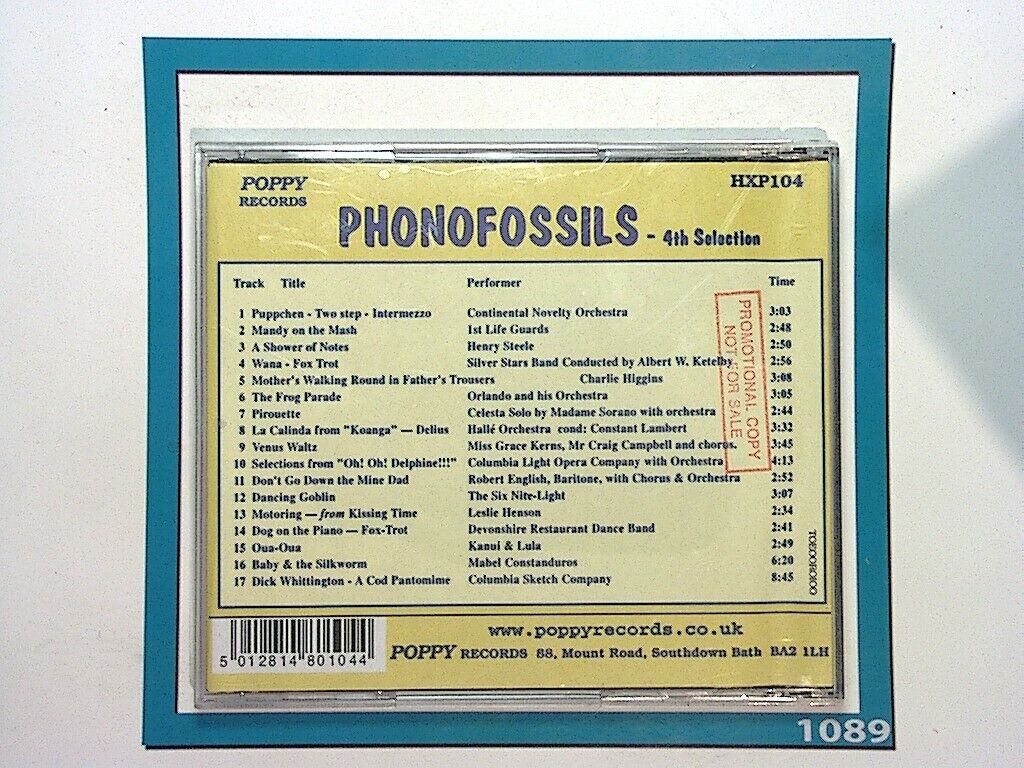 POPPY
RECORDS
HXP104
PHONOFOSSILS - 4th Selection
Track Title Performer Time
1 Puppchen - Two step - Intermezzo Continental Novelty Orchestra 3:03
2 Mandy on the Mash 1st Life Guards 2:48
3 A Shower of Notes Henry Steele 2:50
4 Wana - Fox Trot Silver Stars Band Conducted by Albert W. Ketelby 2:56
5 Mother's Walking Round in Father's Trousers Charlie Higgins 3:08
6 The Frog Parade Orlando and his Orchestra 3:05
7 Pirouette Celesta Solo by Madame Sorano with orchestra 2:44
8 La Calinda from "Koanga" — Delius Hallé Orchestra cond: Constant Lambert 3:32
9 Venus Waltz Miss Grace Kerns, Mr Craig Campbell and chorus. 3:45
10 Selections from "Oh! Oh! Delphine!!!" Columbia Light Opera Company with Orchestra 4:13
11 Don't Go Down the Mine Dad Robert English, Baritone, with Chorus & Orchestra 2:52
12 Dancing Goblin The Six Nite-Light 3:07
13 Motoring — from Kissing Time Leslie Henson 2:34
14 Dog on the Piano — Fox-Trot Devonshire Restaurant Dance Band 2:41
15 Oua-Oua Kanui & Lula 2:49
16 Baby & the Silkworm Mabel Constanduros 6:20
17 Dick Whittington - A Cod Pantomime Columbia Sketch Company 8:45
PROMOTIONAL COPY
NOT FOR SALE
5 012814 801044
www.poppyrecords.co.uk
POPPY RECORDS 88, Mount Road, Southdown Bath BA2 1LH
1089